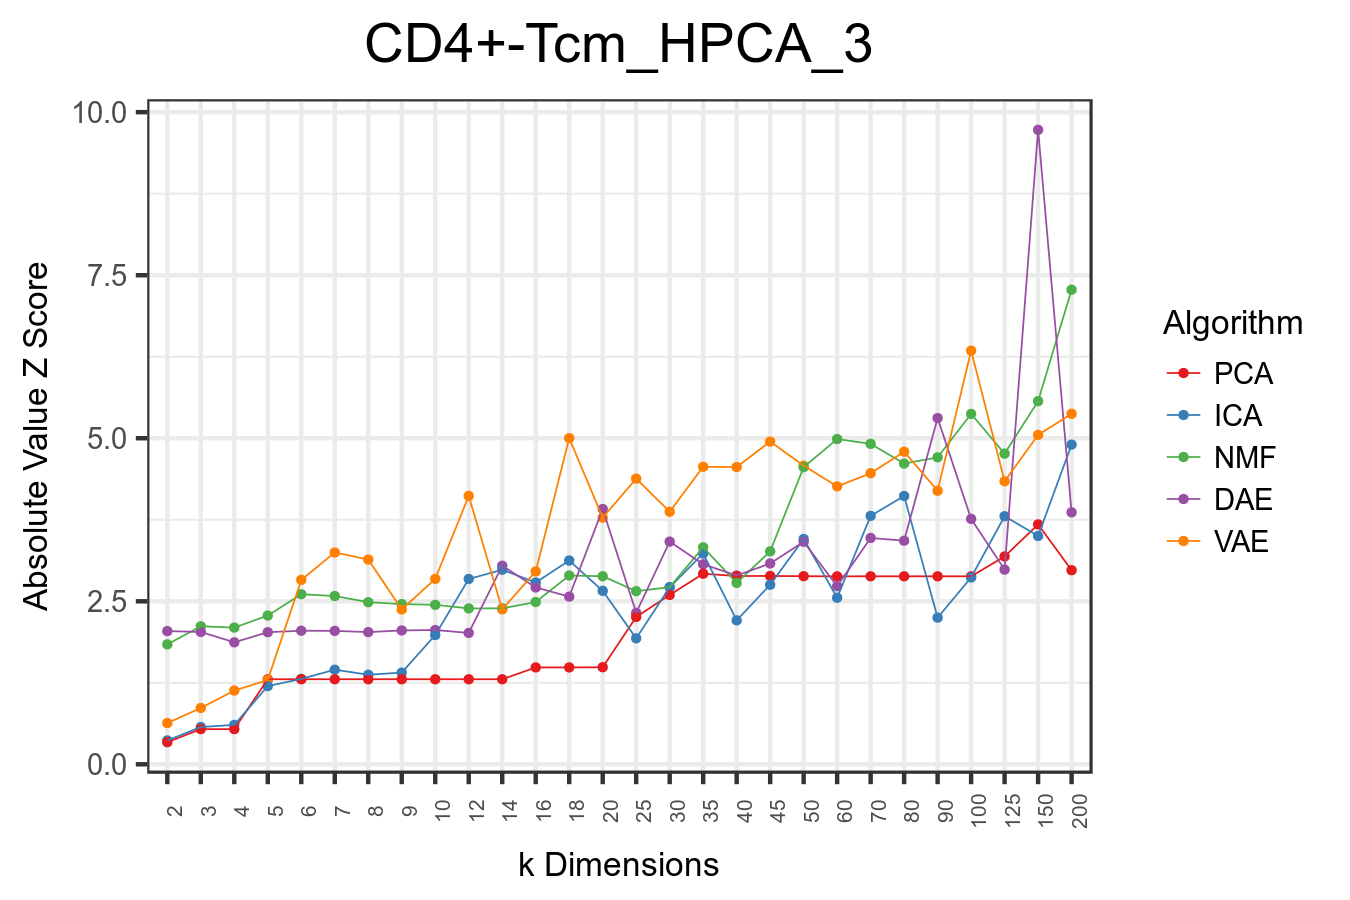 CD4+-Tcm_HPCA_3
Absolute Value Z Score
10.0
7.5
5.0
2.5
0.0
2 3 4 5 6 7 8 9 10 12 14 16 18 20 25 30 35 40 45 50 60 70 80 90 100 125 150 200
k Dimensions
Algorithm
PCA
ICA
NMF
DAE
VAE